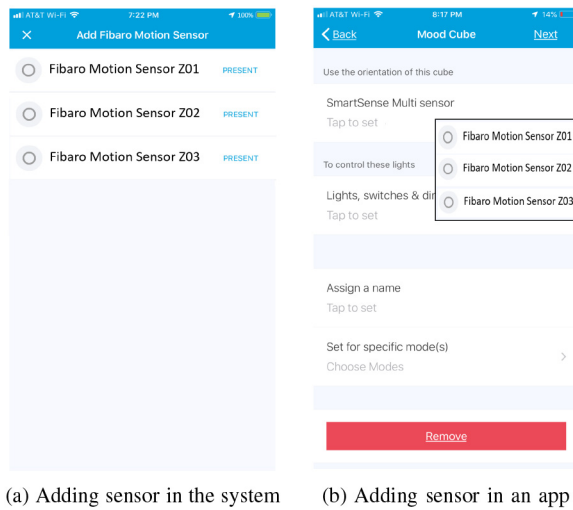 AT&T Wi-Fi 7:22 PM 100%
× Add Fibaro Motion Sensor
Fibaro Motion Sensor Z01 PRESENT
Fibaro Motion Sensor Z02 PRESENT
Fibaro Motion Sensor Z03 PRESENT
(a) Adding sensor in the system
AT&T Wi-Fi 8:17 PM 14%
Back Mood Cube Next
Use the orientation of this cube
SmartSense Multi sensor
Tap to set
Fibaro Motion Sensor Z01
Fibaro Motion Sensor Z02
Fibaro Motion Sensor Z03
To control these lights
Lights, switches & dir
Tap to set
Assign a name
Tap to set
Set for specific mode(s)
Choose Modes
Remove
(b) Adding sensor in an app